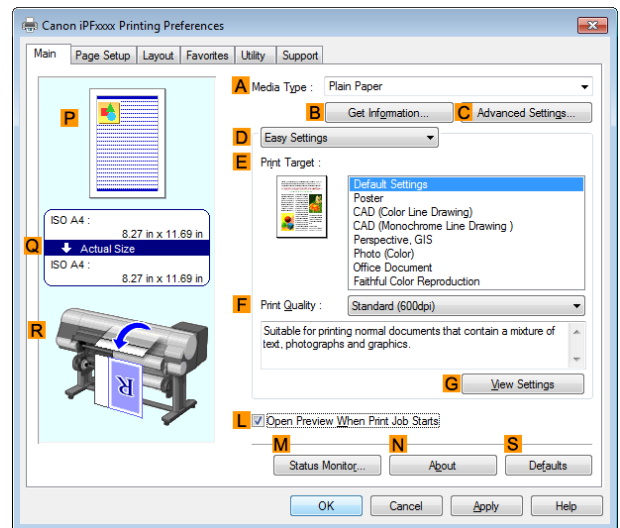 Canon iPFxxxx Printing Preferences
Main Page Setup Layout Favorites Utility Support
A Media Type : Plain Paper
B Get Information... C Advanced Settings...
D Easy Settings
E Print Target :
Default Settings
Poster
CAD (Color Line Drawing)
CAD (Monochrome Line Drawing )
Perspective, GIS
Photo (Color)
Office Document
Faithful Color Reproduction
P
ISO A4 :
8.27 in x 11.69 in
Q Actual Size
ISO A4 :
8.27 in x 11.69 in
R
R
F Print Quality : Standard (600dpi)
Suitable for printing normal documents that contain a mixture of
text, photographs and graphics.
G View Settings
L Open Preview When Print Job Starts
M N S
Status Monitor... About Defaults
OK Cancel Apply Help